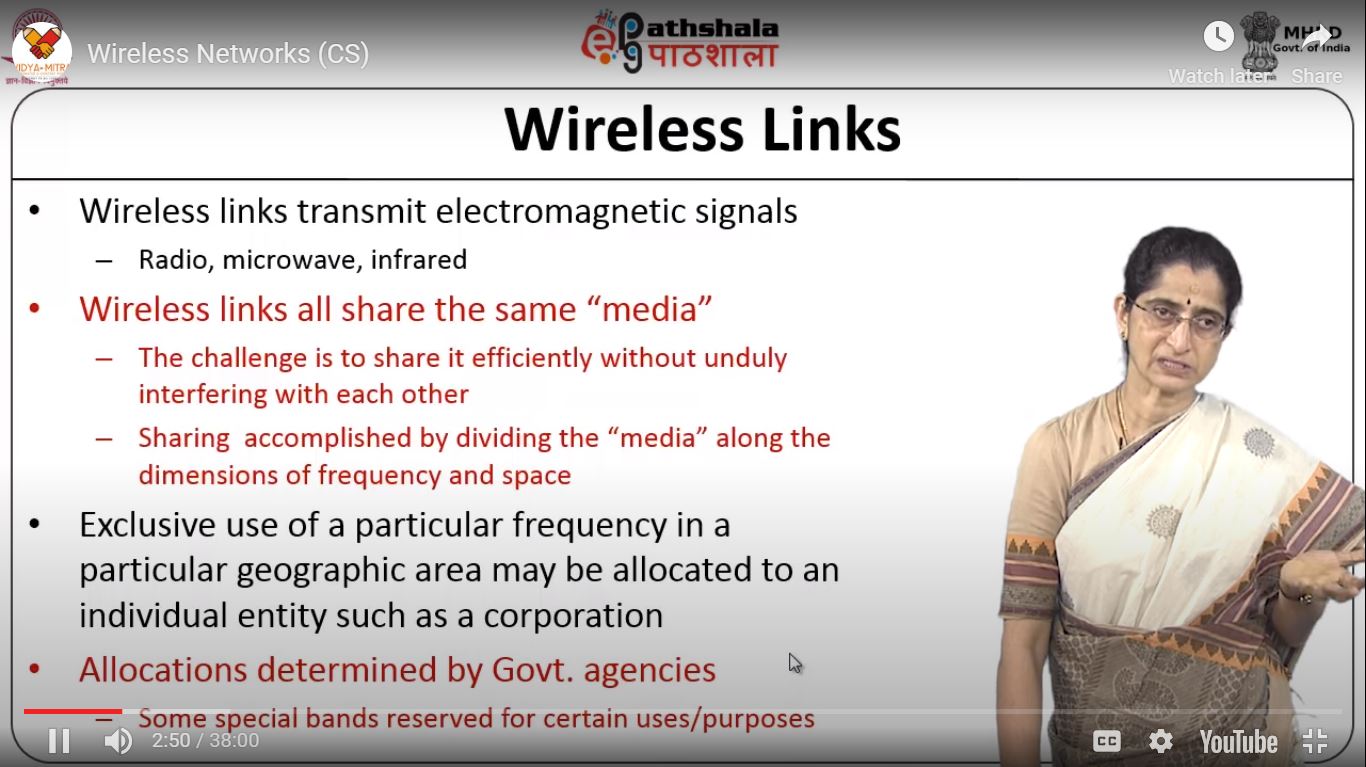 Wireless Networks (CS)
VIDYA-MITRA
ePathshala
पाठशाला
MHRD
Govt. of India
Watch later
Share
Wireless Links
• Wireless links transmit electromagnetic signals
– Radio, microwave, infrared
• Wireless links all share the same “media”
– The challenge is to share it efficiently without unduly
interfering with each other
– Sharing accomplished by dividing the “media” along the
dimensions of frequency and space
• Exclusive use of a particular frequency in a
particular geographic area may be allocated to an
individual entity such as a corporation
• Allocations determined by Govt. agencies
– Some special bands reserved for certain uses/purposes
2:50 / 38:00
CC
YouTube